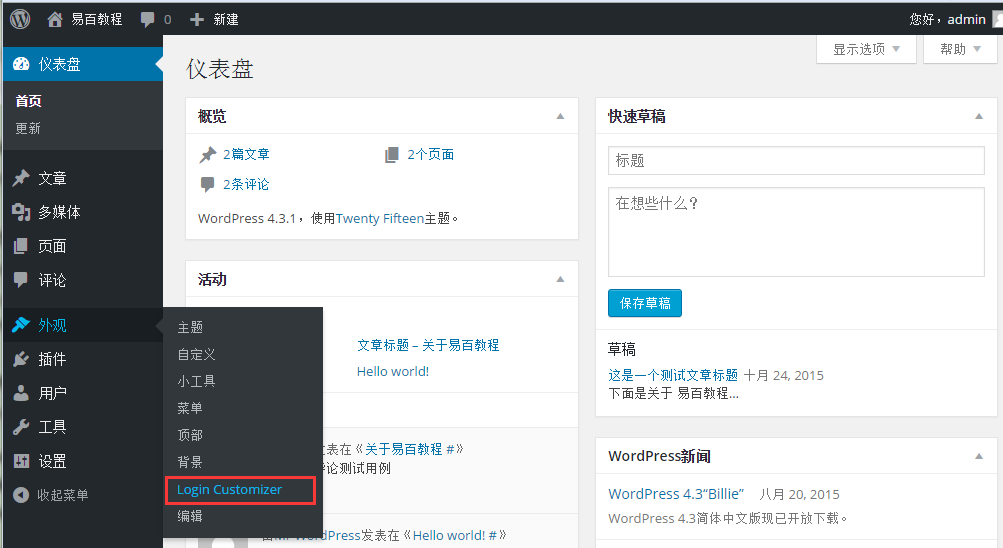 易百教程 0 新建 您好，admin
显示选项 帮助
仪表盘
首页
更新
文章
多媒体
页面
评论
外观
插件
用户
工具
设置
收起菜单
主题
自定义
小工具
菜单
顶部
背景
Login Customizer
编辑
仪表盘
概览
2篇文章 2个页面
2条评论
WordPress 4.3.1，使用Twenty Fifteen主题。
活动
文章标题 – 关于易百教程
Hello world!
发表在《关于易百教程 #》
评论测试用例
由Mr WordPress发表在《Hello world! #》
快速草稿
标题
在想些什么？
保存草稿
草稿
这是一个测试文章标题 十月 24, 2015
下面是关于 易百教程…
WordPress新闻
WordPress 4.3“Billie” 八月 20, 2015
WordPress 4.3简体中文版现已开放下载。